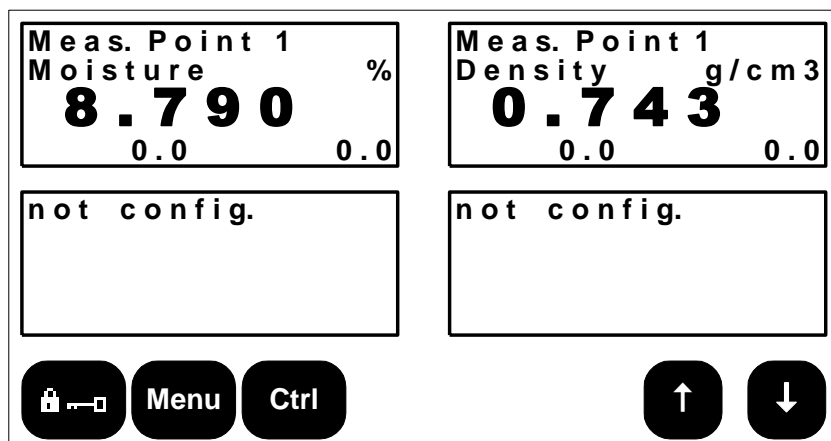 Meas. Point 1
Moisture %
8.790
0.0 0.0
Meas. Point 1
Density g/cm3
0.743
0.0 0.0
not config.
not config.
Menu Ctrl ↑ ↓